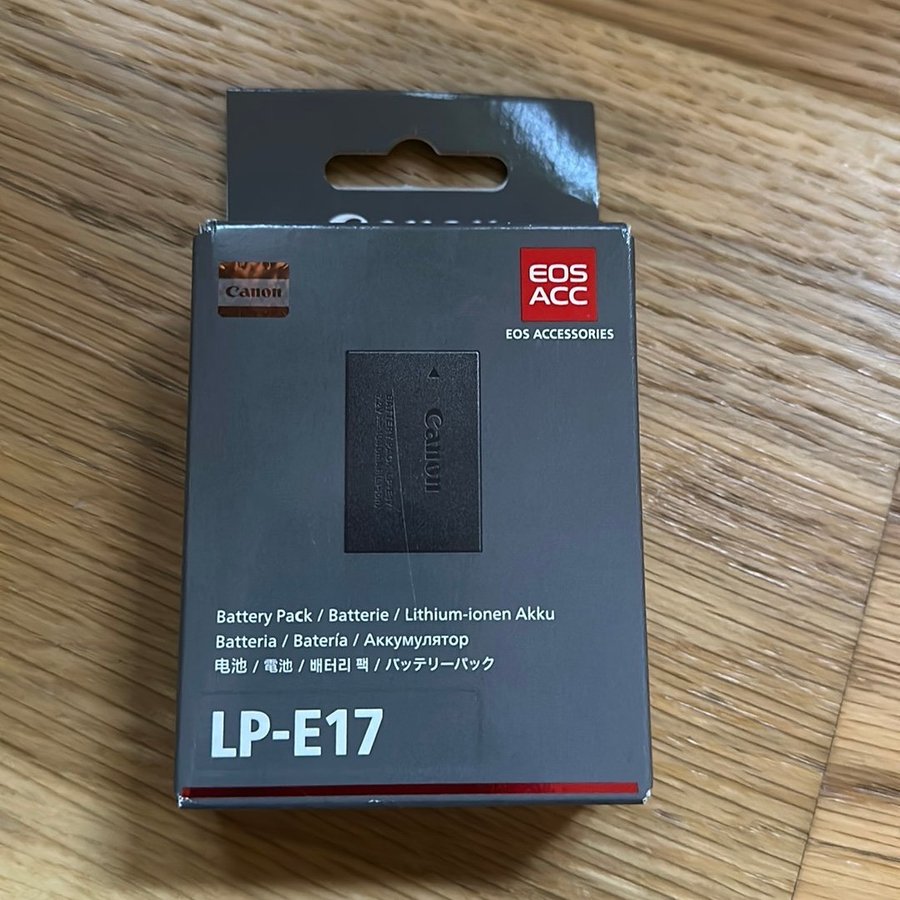 Canon
EOS
ACC
EOS ACCESSORIES
Canon
Battery Pack / Batterie / Lithium-ionen Akku
Batteria / Batería / Аккумулятор
电池 / 電池 / 배터리 팩 / バッテリーパック
LP-E17